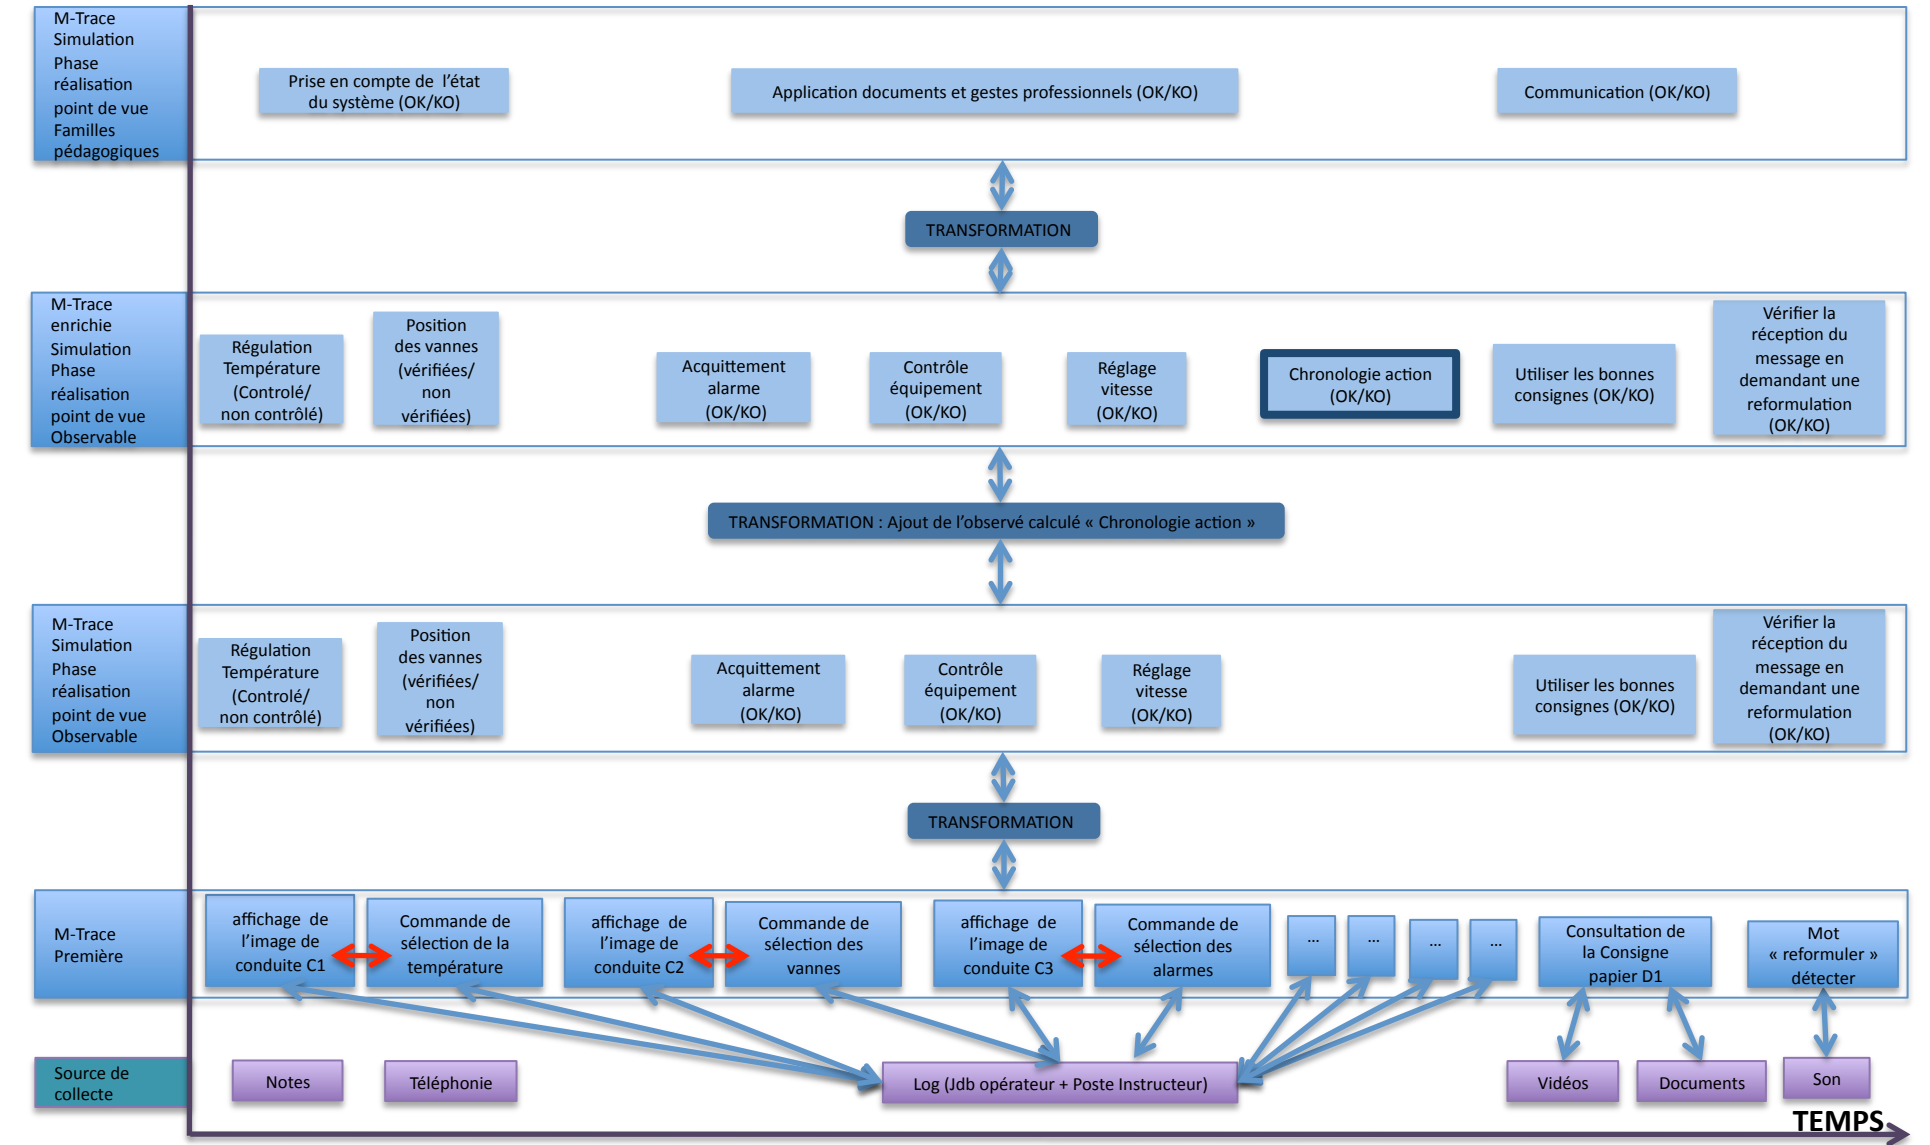 M-Trace
Simulation
Phase
réalisation
point de vue
Familles
pédagogiques
Prise en compte de l'état
du système (OK/KO)
Application documents et gestes professionnels (OK/KO)
Communication (OK/KO)
TRANSFORMATION
M-Trace
enrichie
Simulation
Phase
réalisation
point de vue
Observable
Régulation
Température
(Controlé/
non contrôlé)
Position
des vannes
(vérifiées/
non
vérifiées)
Acquittement
alarme
(OK/KO)
Contrôle
équipement
(OK/KO)
Réglage
vitesse
(OK/KO)
Chronologie action
(OK/KO)
Utiliser les bonnes
consignes (OK/KO)
Vérifier la
réception du
message en
demandant une
reformulation
(OK/KO)
TRANSFORMATION : Ajout de l'observé calculé « Chronologie action »
M-Trace
Simulation
Phase
réalisation
point de vue
Observable
Régulation
Température
(Controlé/
non contrôlé)
Position
des vannes
(vérifiées/
non
vérifiées)
Acquittement
alarme
(OK/KO)
Contrôle
équipement
(OK/KO)
Réglage
vitesse
(OK/KO)
Utiliser les bonnes
consignes (OK/KO)
Vérifier la
réception du
message en
demandant une
reformulation
(OK/KO)
TRANSFORMATION
M-Trace
Première
affichage de
l'image de
conduite C1
Commande de
sélection de la
température
affichage de
l'image de
conduite C2
Commande de
sélection des
vannes
affichage de
l'image de
conduite C3
Commande de
sélection des
alarmes
...
...
...
...
Consultation de
la Consigne
papier D1
Mot
« reformuler »
détecter
Source de
collecte
Notes
Téléphonie
Log (Jdb opérateur + Poste Instructeur)
Vidéos
Documents
Son
TEMPS